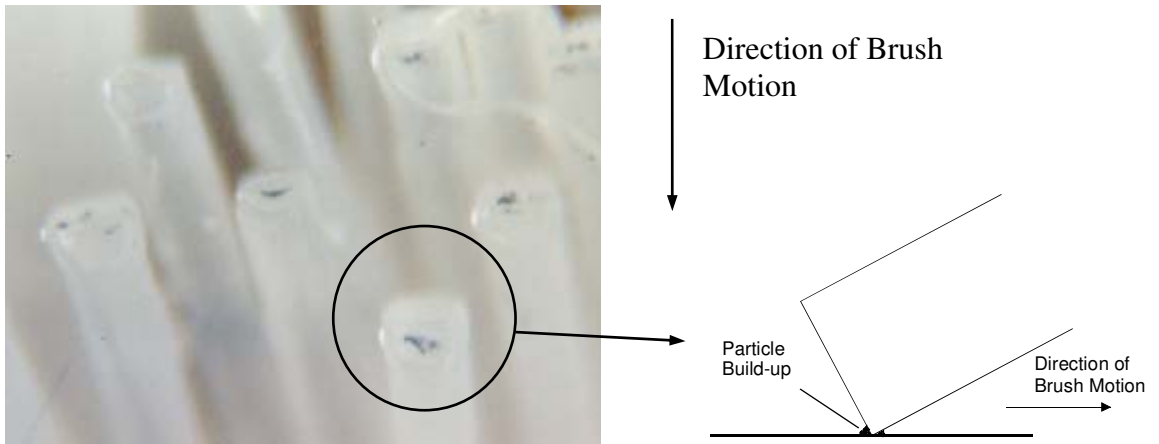 Direction of Brush
Motion
Particle
Build-up
Direction of
Brush Motion